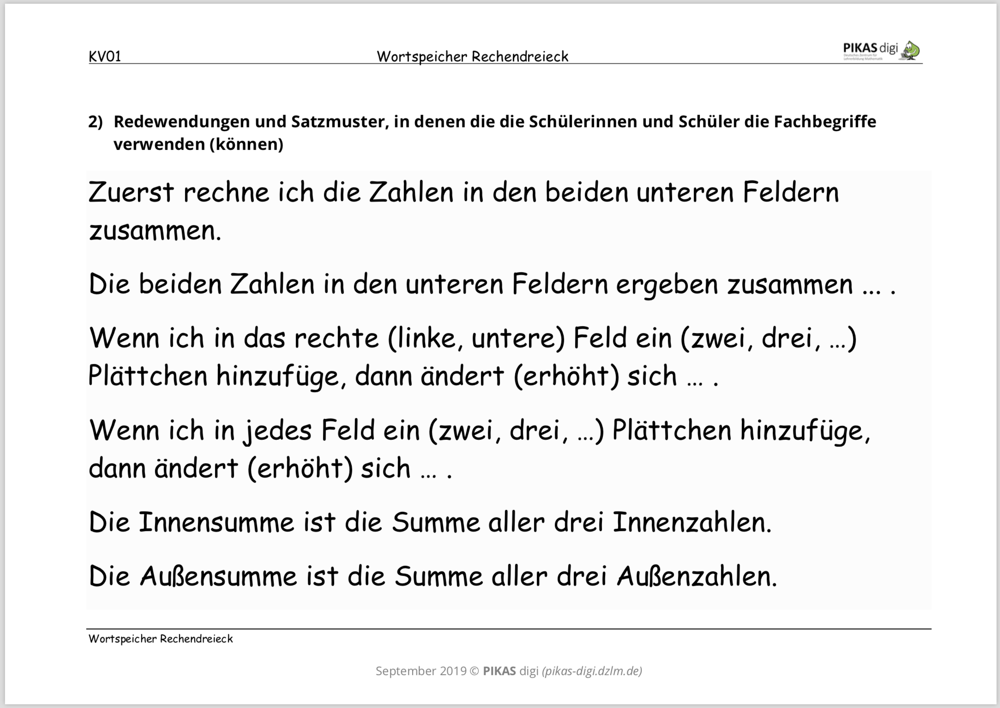 KV01
Wortspeicher Rechendreieck
PIKAS digi
Deutsches Zentrum für
Lehrerbildung Mathematik
2) Redewendungen und Satzmuster, in denen die die Schülerinnen und Schüler die Fachbegriffe
verwenden (können)
Zuerst rechne ich die Zahlen in den beiden unteren Feldern
zusammen.
Die beiden Zahlen in den unteren Feldern ergeben zusammen ... .
Wenn ich in das rechte (linke, untere) Feld ein (zwei, drei, ...)
Plättchen hinzufüge, dann ändert (erhöht) sich ... .
Wenn ich in jedes Feld ein (zwei, drei, ...) Plättchen hinzufüge,
dann ändert (erhöht) sich ... .
Die Innensumme ist die Summe aller drei Innenzahlen.
Die Außensumme ist die Summe aller drei Außenzahlen.
Wortspeicher Rechendreieck
September 2019 © PIKAS digi (pikas-digi.dzlm.de)